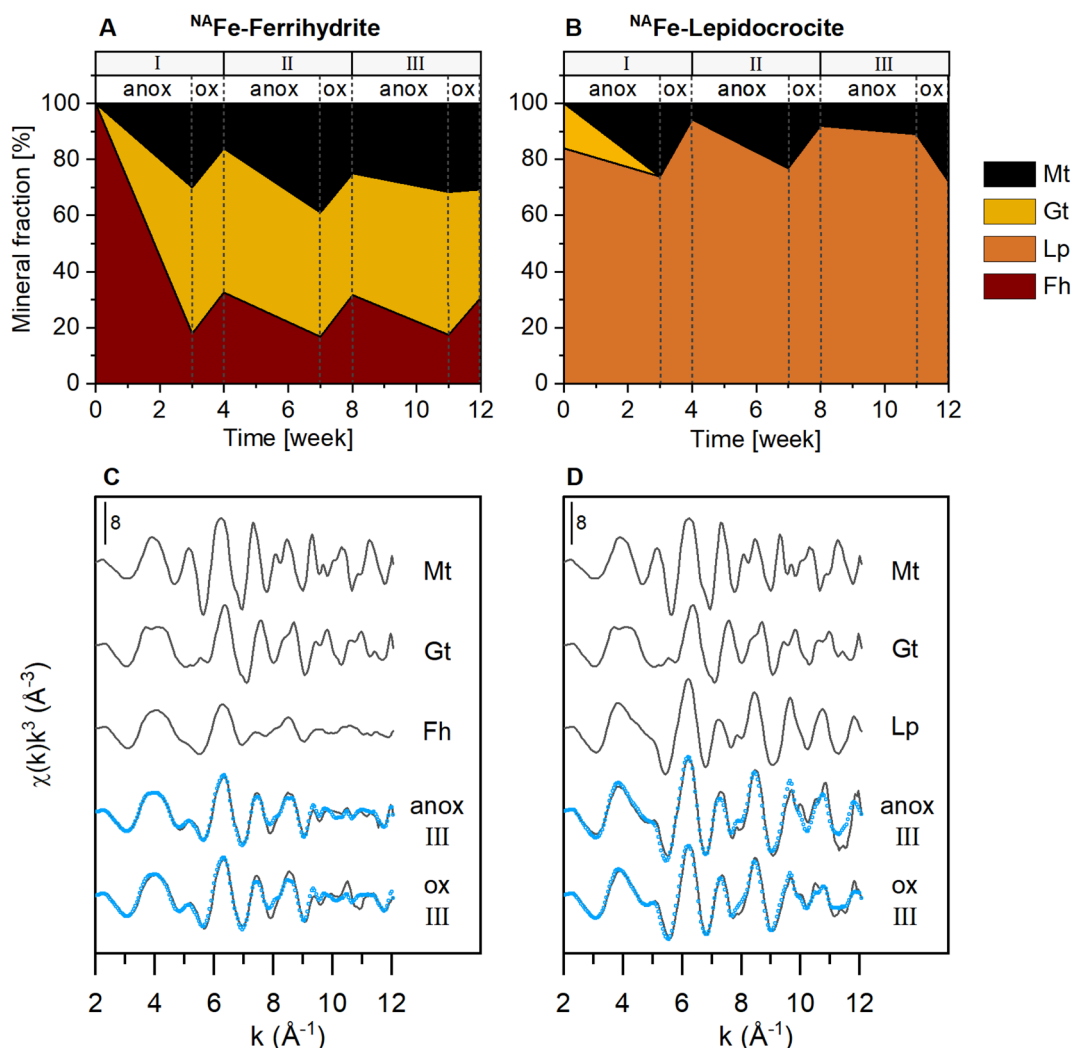 A
NAFe-Ferrihydrite
I II III
anox ox anox ox anox ox
100
80
60
40
20
0
Mineral fraction [%]
0 2 4 6 8 10 12
Time [week]
B
NAFe-Lepidocrocite
I II III
anox ox anox ox anox ox
100
80
60
40
20
0
0 2 4 6 8 10 12
Time [week]
Mt
Gt
Lp
Fh
C
8
Mt
Gt
Fh
anox
III
ox
III
χ(k)k³ (Å⁻³)
2 4 6 8 10 12
k (Å⁻¹)
D
8
Mt
Gt
Lp
anox
III
ox
III
2 4 6 8 10 12
k (Å⁻¹)